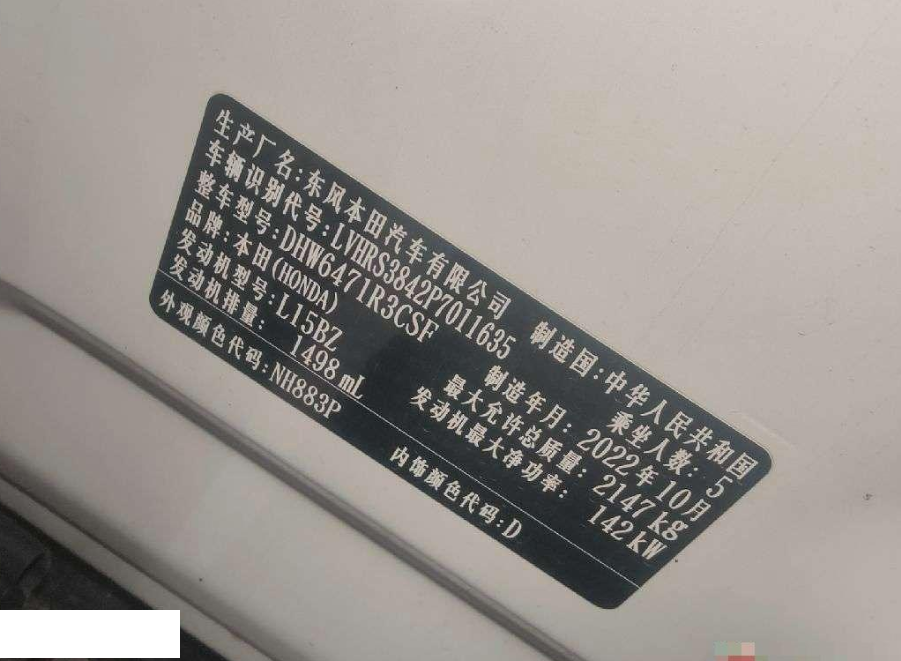 生产厂名:东风本田汽车有限公司 制造国:中华人民共和国
车辆识别代号:LVHRS3842P7011635 乘坐人数:5
整车型号:DHW6471R3CSF 制造年月:2022年10月
品牌:本田(HONDA) 最大允许总质量:2147kg
发动机型号:L15BZ 发动机最大净功率:142kW
发动机排量:1498mL
外观颜色代码:NH883P 内饰颜色代码:D